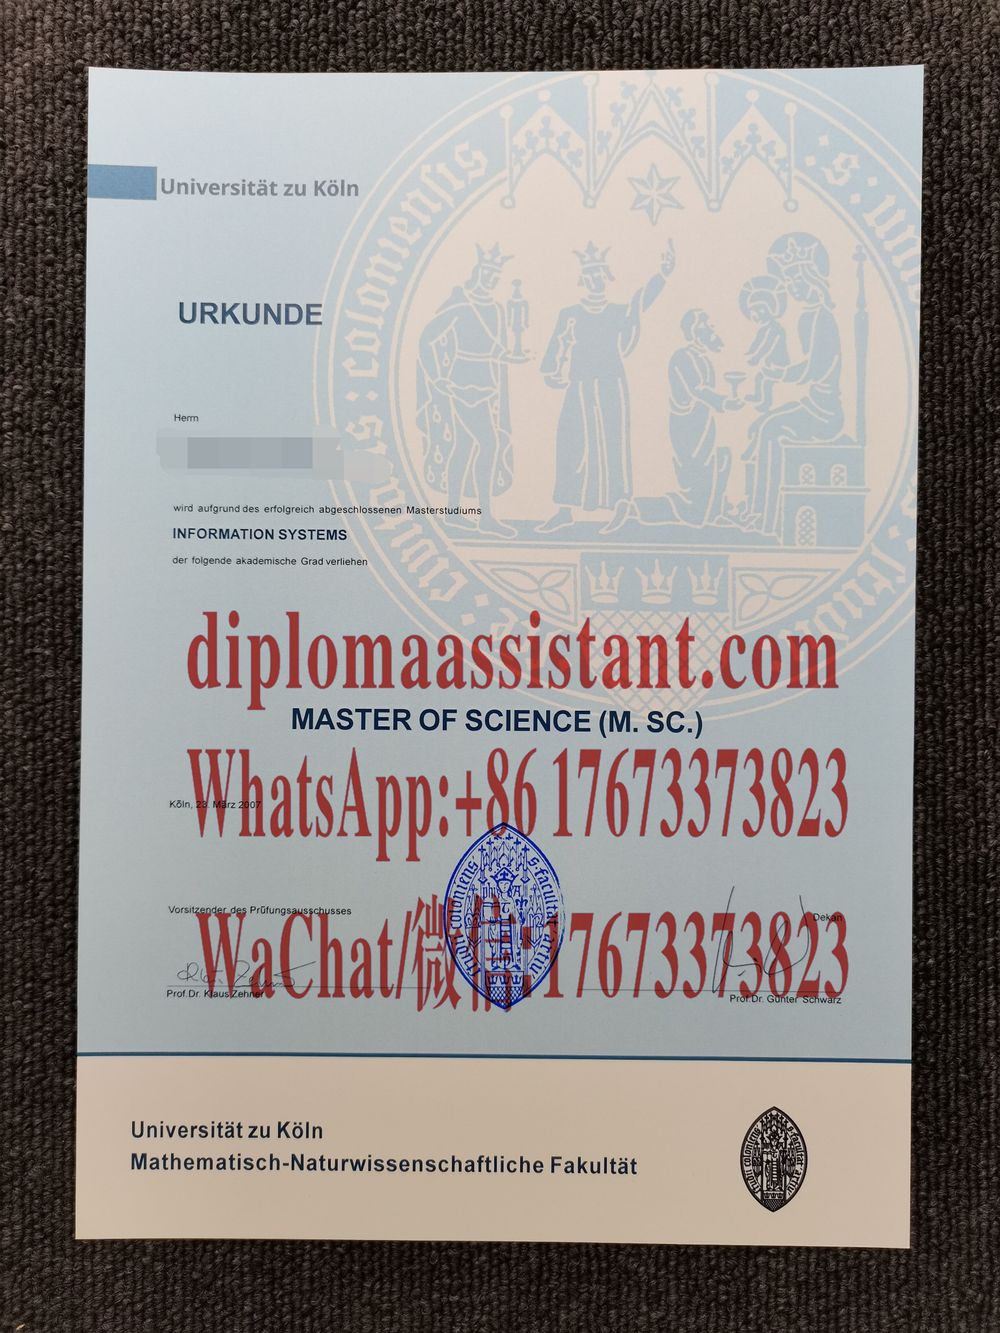 Universität zu Köln
URKUNDE
Herrn
wird aufgrund des erfolgreich abgeschlossenen Masterstudiums
INFORMATION SYSTEMS
der folgende akademische Grad verliehen
diplomaassistant.com
MASTER OF SCIENCE (M. SC.)
WhatsApp:+86 17673373823
Köln, 23. März 2007
Vorsitzender des Prüfungsausschusses
Dekan
WaChat/微信:17673373823
Prof.Dr. Klaus Zehner
Prof.Dr. Günter Schwarz
Universität zu Köln
Mathematisch-Naturwissenschaftliche Fakultät